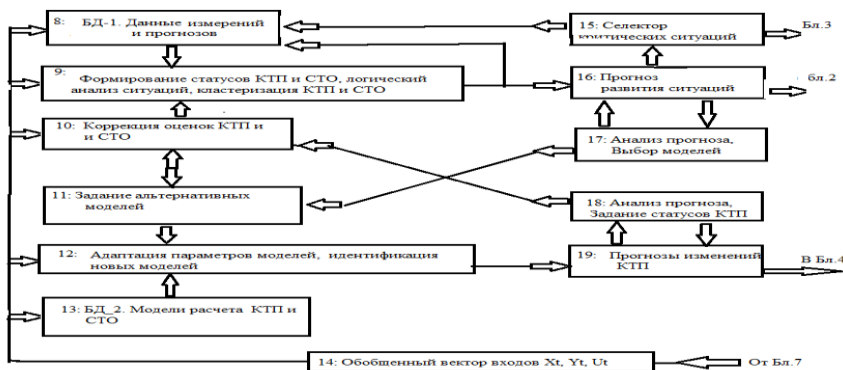 8: БД-1. Данные измерений
и прогнозов
15: Селектор
критических ситуаций
Бл.3
9:
Формирование статусов КТП и СТО, логический
анализ ситуаций, кластеризация КТП и СТО
16: Прогноз
развития ситуаций
бл.2
10: Коррекция оценок КТП и
и СТО
17: Анализ прогноза,
Выбор моделей
11: Задание альтернативных
моделей
18: Анализ прогноза,
Задание статусов КТП
12: Адаптация параметров моделей, идентификация
новых моделей
19: Прогнозы изменений
КТП
В Бл.4
13: БД_2. Модели расчета КТП и
СТО
14: Обобщенный вектор входов Xt, Yt, Ut
От Бл.7